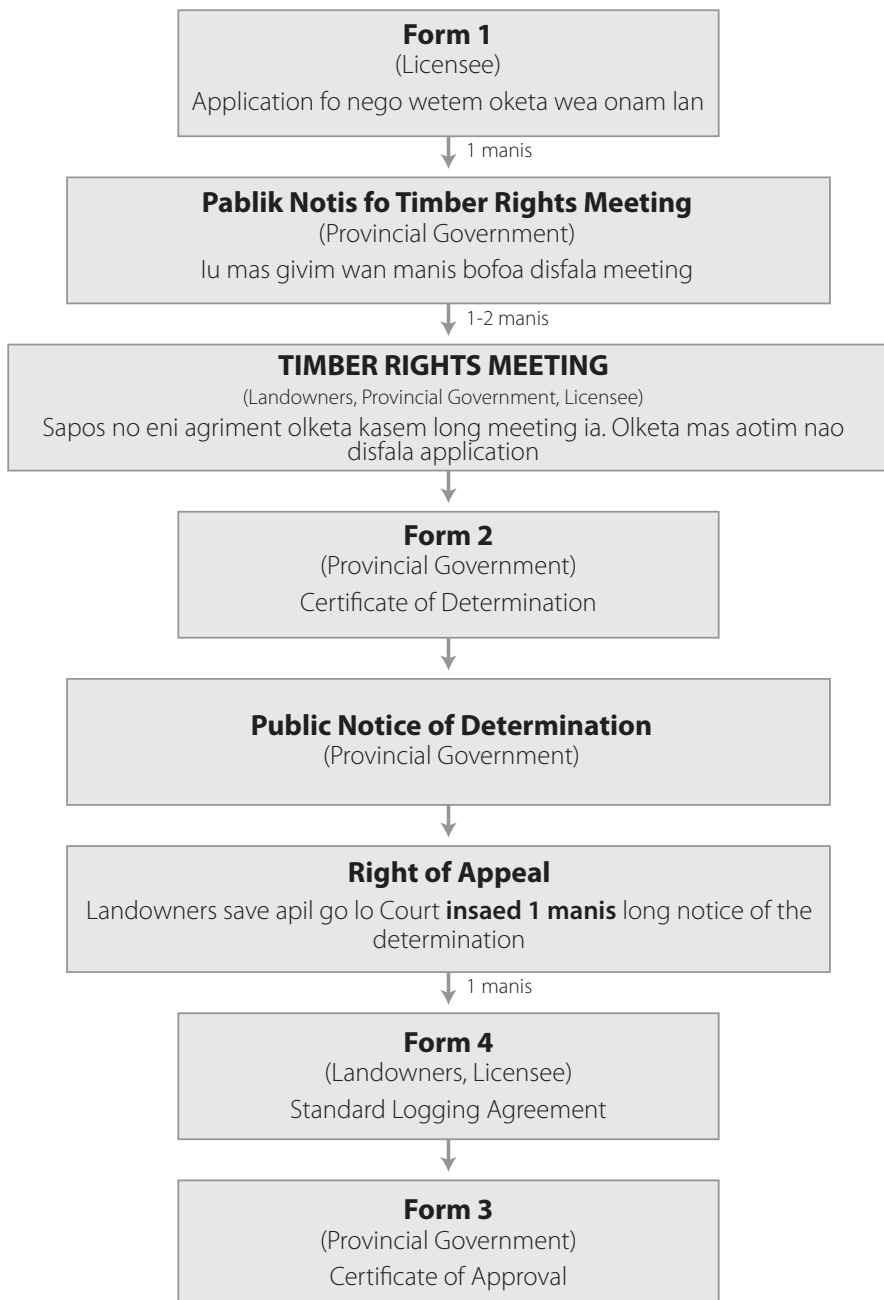 Form 1
(Licensee)
Application fo nego wetem oketa wea onam lan
1 manis
Pablik Notis fo Timber Rights Meeting
(Provincial Government)
Iu mas givim wan manis bofoa disfala meeting
1-2 manis
TIMBER RIGHTS MEETING
(Landowners, Provincial Government, Licensee)
Sapos no eni agriment olketa kasem long meeting ia. Olketa mas aotim nao
disfala application
Form 2
(Provincial Government)
Certificate of Determination
Public Notice of Determination
(Provincial Government)
Right of Appeal
Landowners save apil go lo Court insaed 1 manis long notice of the
determination
1 manis
Form 4
(Landowners, Licensee)
Standard Logging Agreement
Form 3
(Provincial Government)
Certificate of Approval